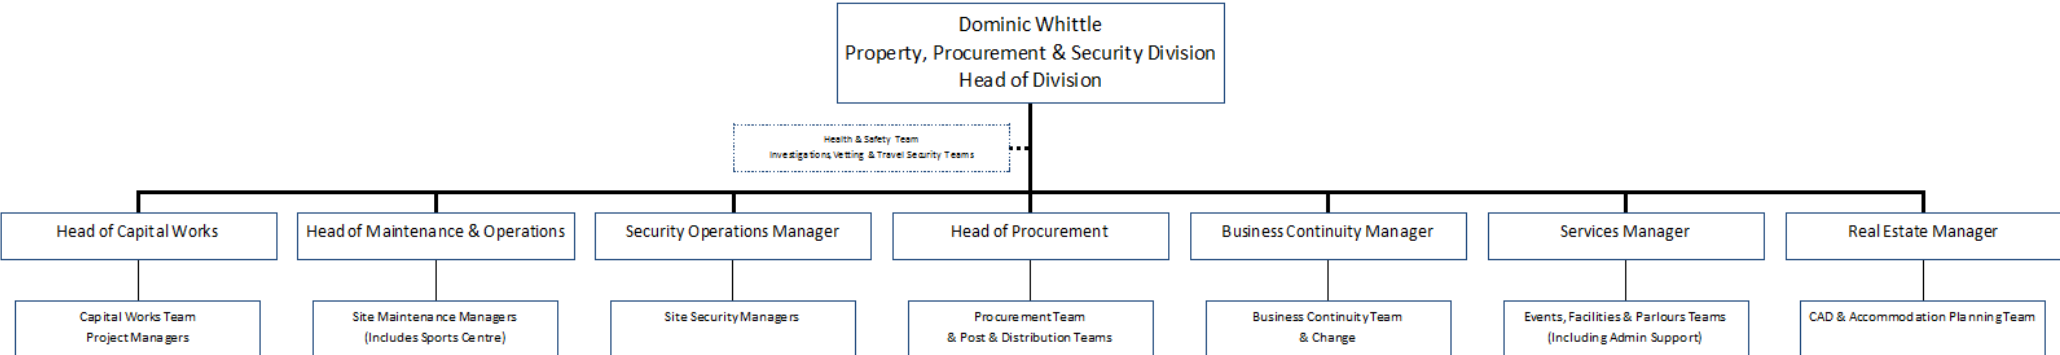 Dominic Whittle
Property, Procurement & Security Division
Head of Division
Health & Safety Team
Investigations, Vetting & Travel Security Teams
Head of Capital Works
Head of Maintenance & Operations
Security Operations Manager
Head of Procurement
Business Continuity Manager
Services Manager
Real Estate Manager
Capital Works Team
Project Managers
Site Maintenance Managers
(Includes Sports Centre)
Site Security Managers
Procurement Team
& Post & Distribution Teams
Business Continuity Team
& Change
Events, Facilities & Parlours Teams
(Including Admin Support)
CAD & Accommodation Planning Team